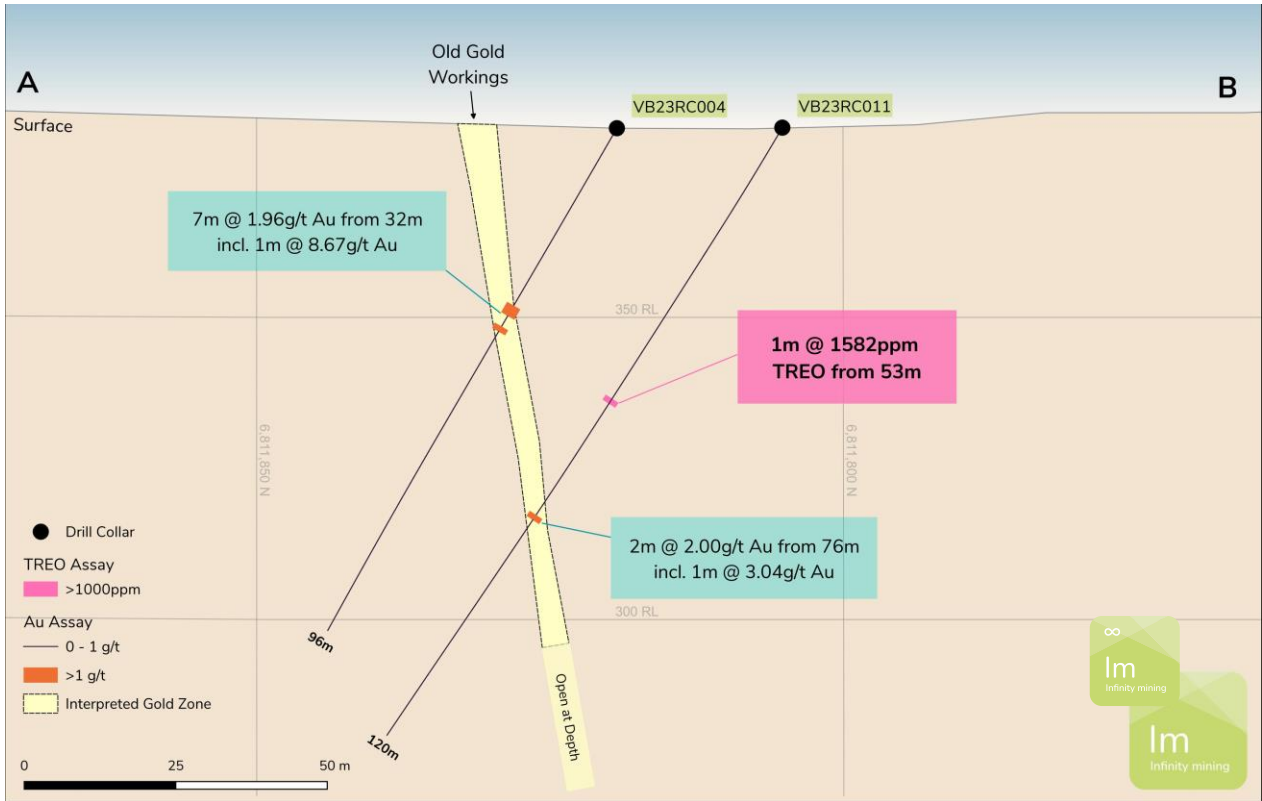 Old Gold
Workings
A
B
VB23RC004
VB23RC011
Surface
7m @ 1.96g/t Au from 32m
incl. 1m @ 8.67g/t Au
350 RL
1m @ 1582ppm
TREO from 53m
6,811,850 N
6,811,800 N
2m @ 2.00g/t Au from 76m
incl. 1m @ 3.04g/t Au
300 RL
96m
120m
Open at Depth
Drill Collar
TREO Assay
>1000ppm
Au Assay
0 - 1 g/t
>1 g/t
Interpreted Gold Zone
0 25 50 m
∞
Im
Infinity mining
Im
Infinity mining